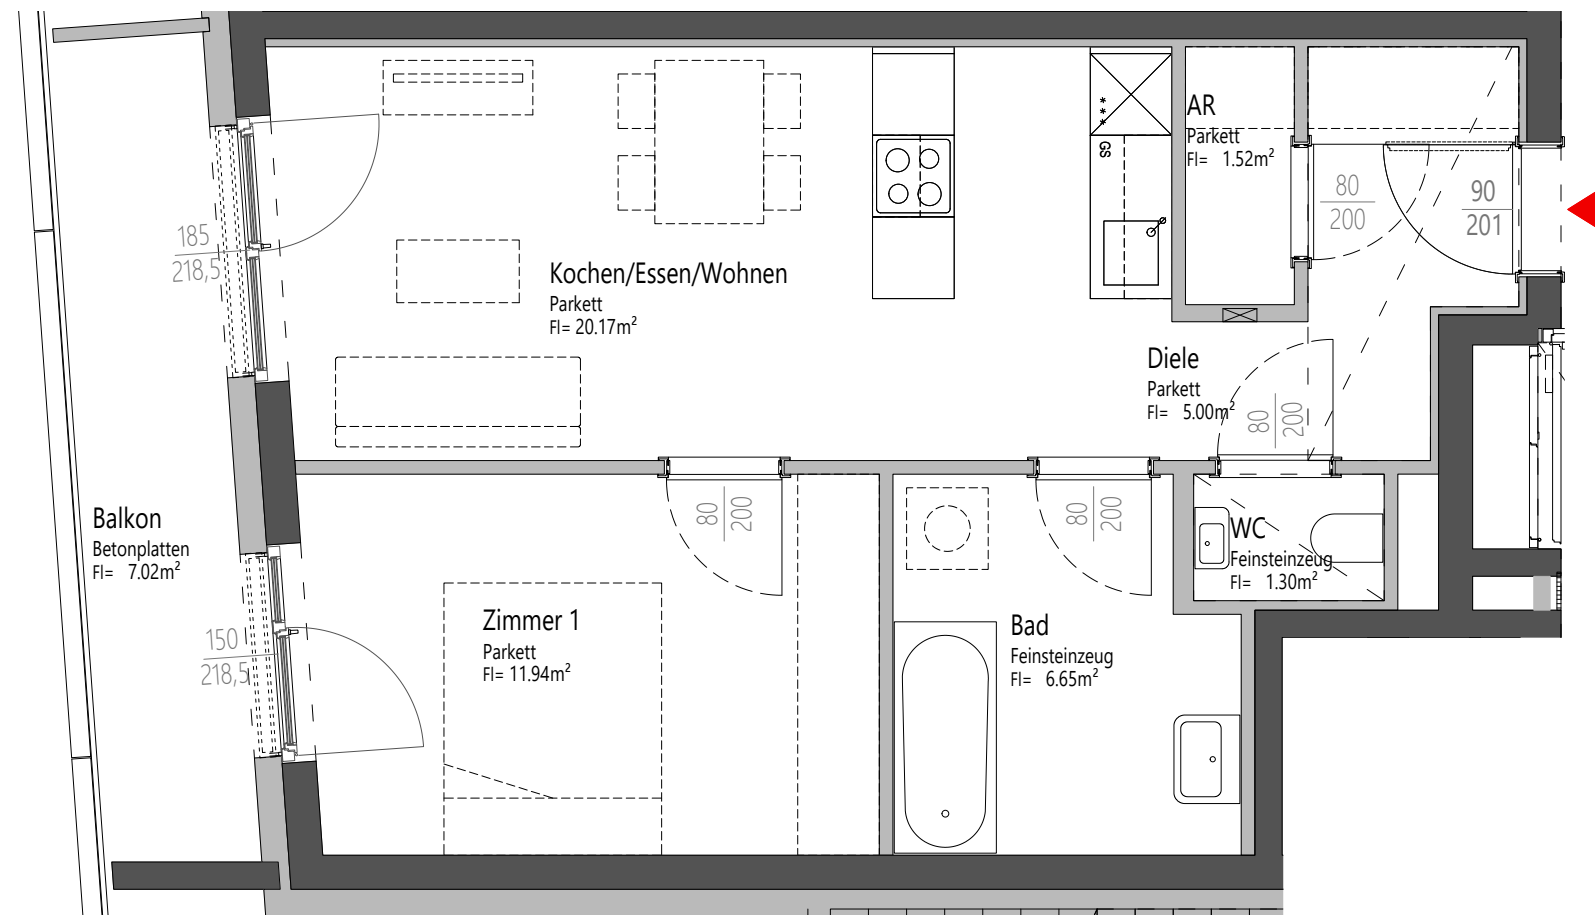 AR
Parkett
Fl= 1.52m²
80
200
90
201
185
218,5
Kochen/Essen/Wohnen
Parkett
Fl= 20.17m²
GS
***
Diele
Parkett
Fl= 5.00m²
80
200
80
200
80
200
Balkon
Betonplatten
Fl= 7.02m²
WC
Feinsteinzeug
Fl= 1.30m²
150
218,5
Zimmer 1
Parkett
Fl= 11.94m²
Bad
Feinsteinzeug
Fl= 6.65m²